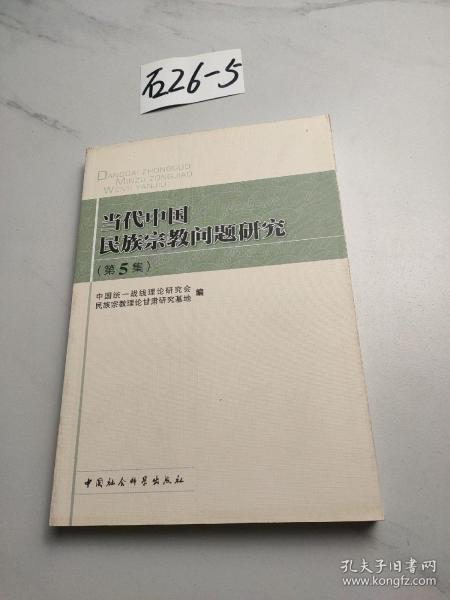 石26-5
DANGDAI ZHONGGUO
MINZU ZONGJIAO
WENTI YANJIU
当代中国
民族宗教问题研究
（第5集）
中国统一战线理论研究会
民族宗教理论甘肃研究基地
编
中国社会科学出版社
孔夫子旧书网
www.kongfz.com